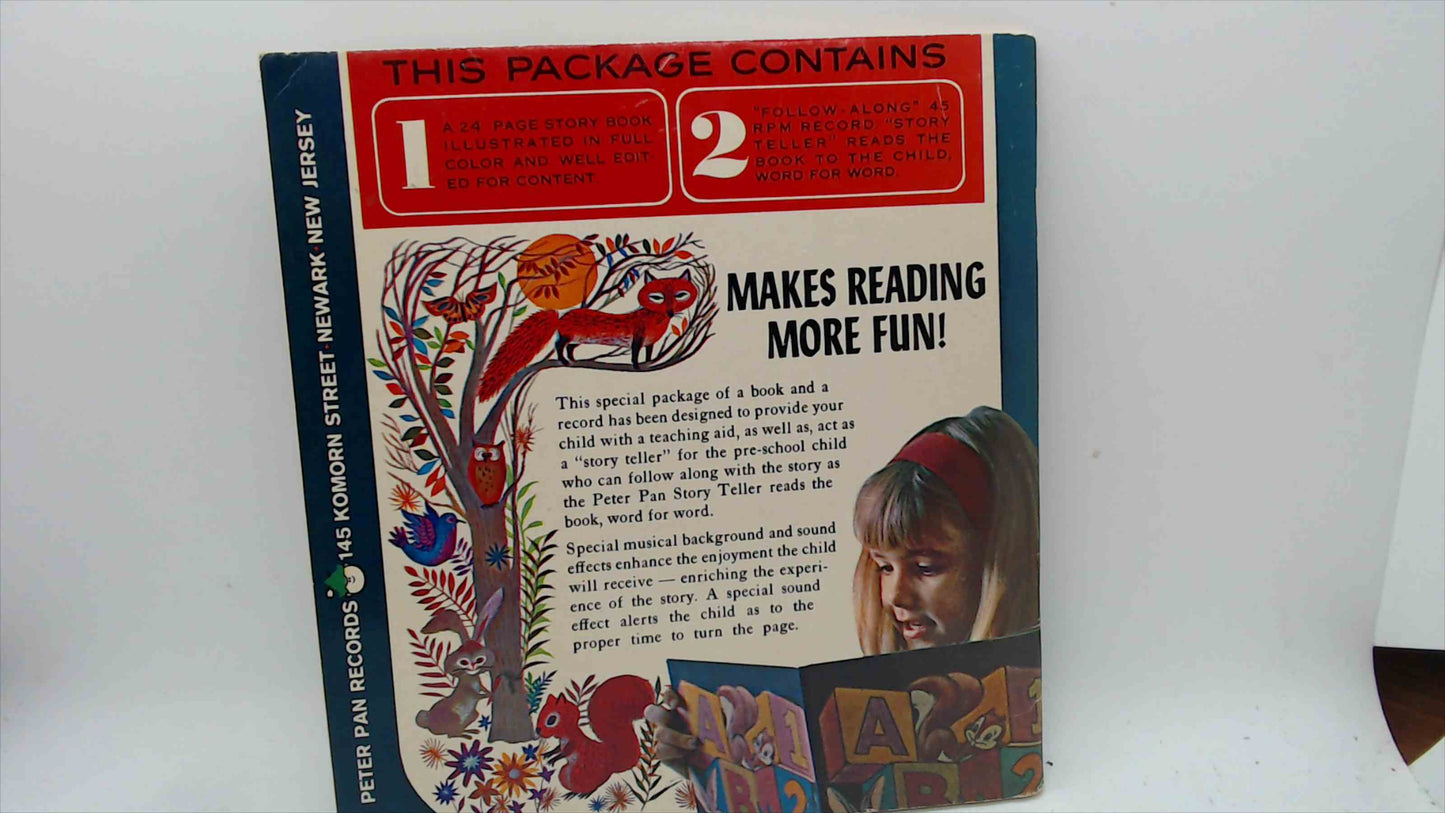 THIS PACKAGE CONTAINS
1
A 24 PAGE STORY BOOK
ILLUSTRATED IN FULL
COLOR AND WELL EDIT-
ED FOR CONTENT.
2
"FOLLOW-ALONG" 45
RPM RECORD. "STORY
TELLER" READS THE
BOOK TO THE CHILD,
WORD FOR WORD.
MAKES READING
MORE FUN!
This special package of a book and a
record has been designed to provide your
child with a teaching aid, as well as, act as
a "story teller" for the pre-school child
who can follow along with the story as
the Peter Pan Story Teller reads the
book, word for word.
Special musical background and sound
effects enhance the enjoyment the child
will receive — enriching the experi-
ence of the story. A special sound
effect alerts the child as to the
proper time to turn the page.
PETER PAN RECORDS 145 KOMORN STREET·NEWARK·NEW JERSEY
A 1
B 2
A 1
B 2